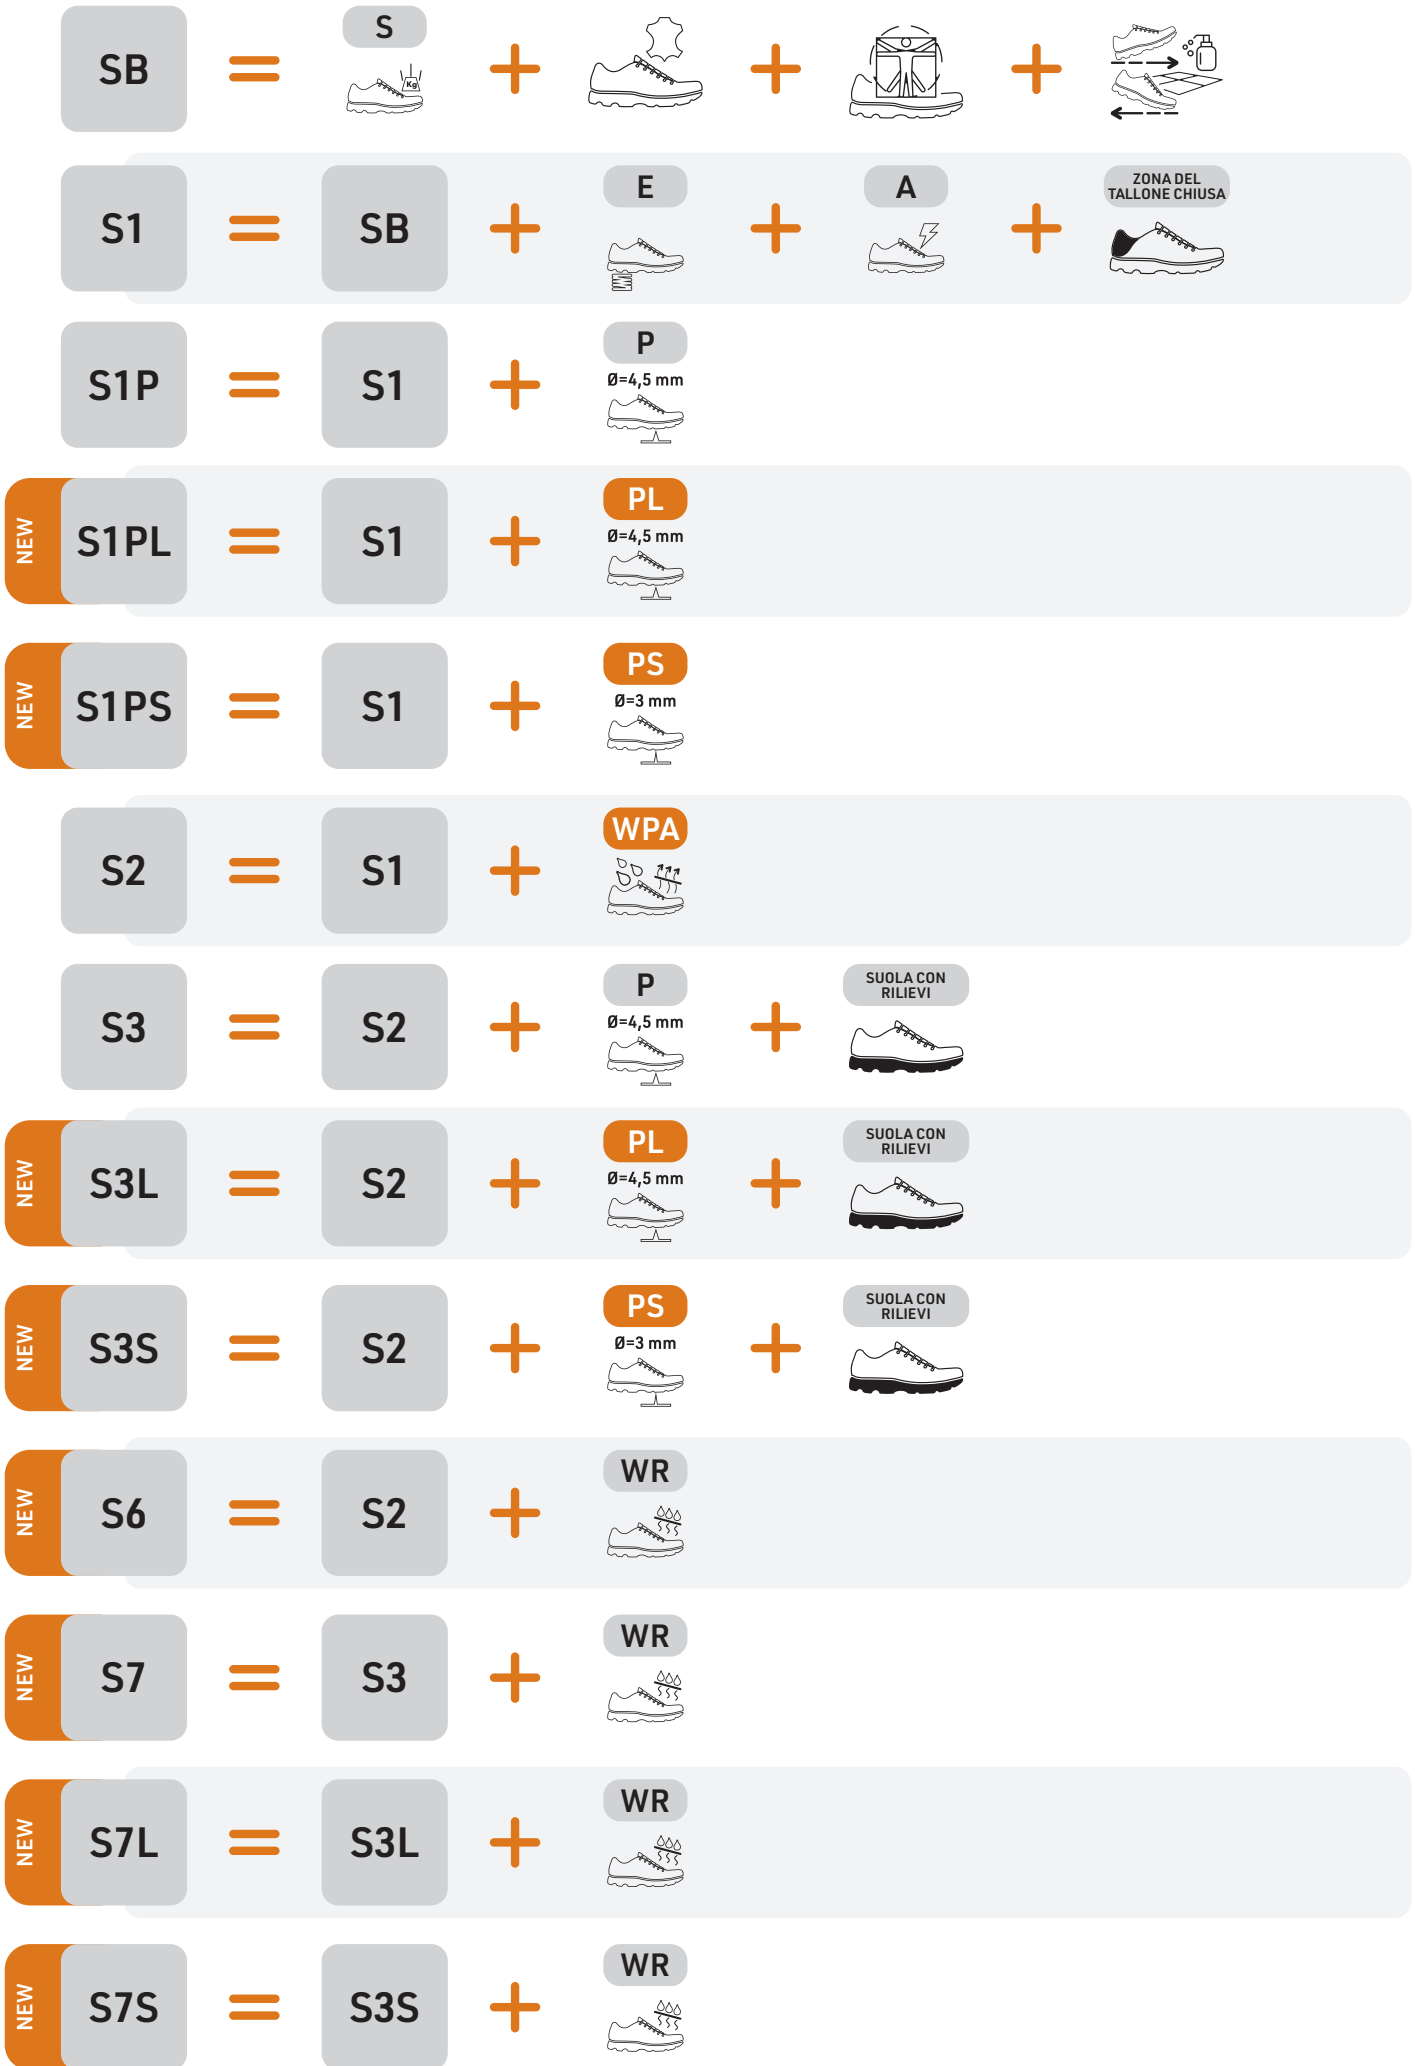 SB = S + + +
Kg
S1 = SB + E + A + ZONA DEL
TALLONE CHIUSA
S1P = S1 + P
Ø=4,5 mm
NEW S1PL = S1 + PL
Ø=4,5 mm
NEW S1PS = S1 + PS
Ø=3 mm
S2 = S1 + WPA
S3 = S2 + P + SUOLA CON
RILIEVI
Ø=4,5 mm
NEW S3L = S2 + PL + SUOLA CON
RILIEVI
Ø=4,5 mm
NEW S3S = S2 + PS + SUOLA CON
RILIEVI
Ø=3 mm
NEW S6 = S2 + WR
NEW S7 = S3 + WR
NEW S7L = S3L + WR
NEW S7S = S3S + WR